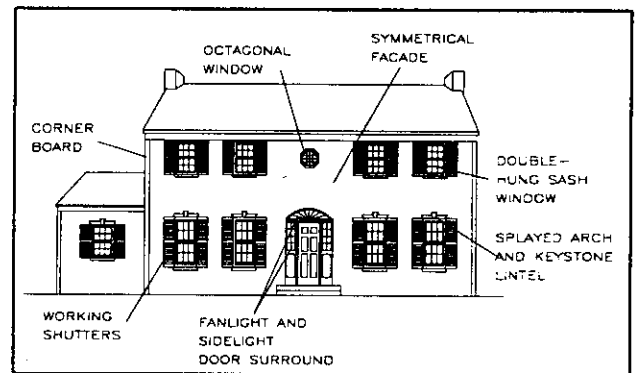 OCTAGONAL
WINDOW
SYMMETRICAL
FACADE
CORNER
BOARD
DOUBLE-
HUNG SASH
WINDOW
SPLAYED ARCH
AND KEYSTONE
LINTEL
WORKING
SHUTTERS
FANLIGHT AND
SIDELIGHT
DOOR SURROUND